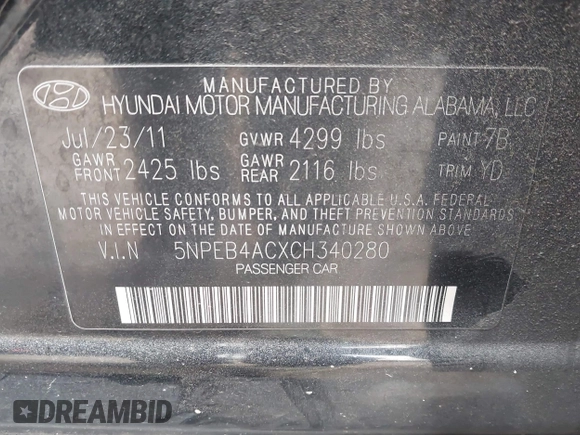 MANUFACTURED BY
HYUNDAI MOTOR MANUFACTURING ALABAMA, LLC
Jul/23/11 GVWR 4299 lbs PAINT 7B
GAWR FRONT 2425 lbs GAWR REAR 2116 lbs TRIM YD
THIS VEHICLE CONFORMS TO ALL APPLICABLE U.S.A. FEDERAL
MOTOR VEHICLE SAFETY, BUMPER, AND THEFT PREVENTION STANDARDS
IN EFFECT ON THE DATE OF MANUFACTURE SHOWN ABOVE
V.I.N 5NPEB4ACXCH340280
PASSENGER CAR
DREAMBID